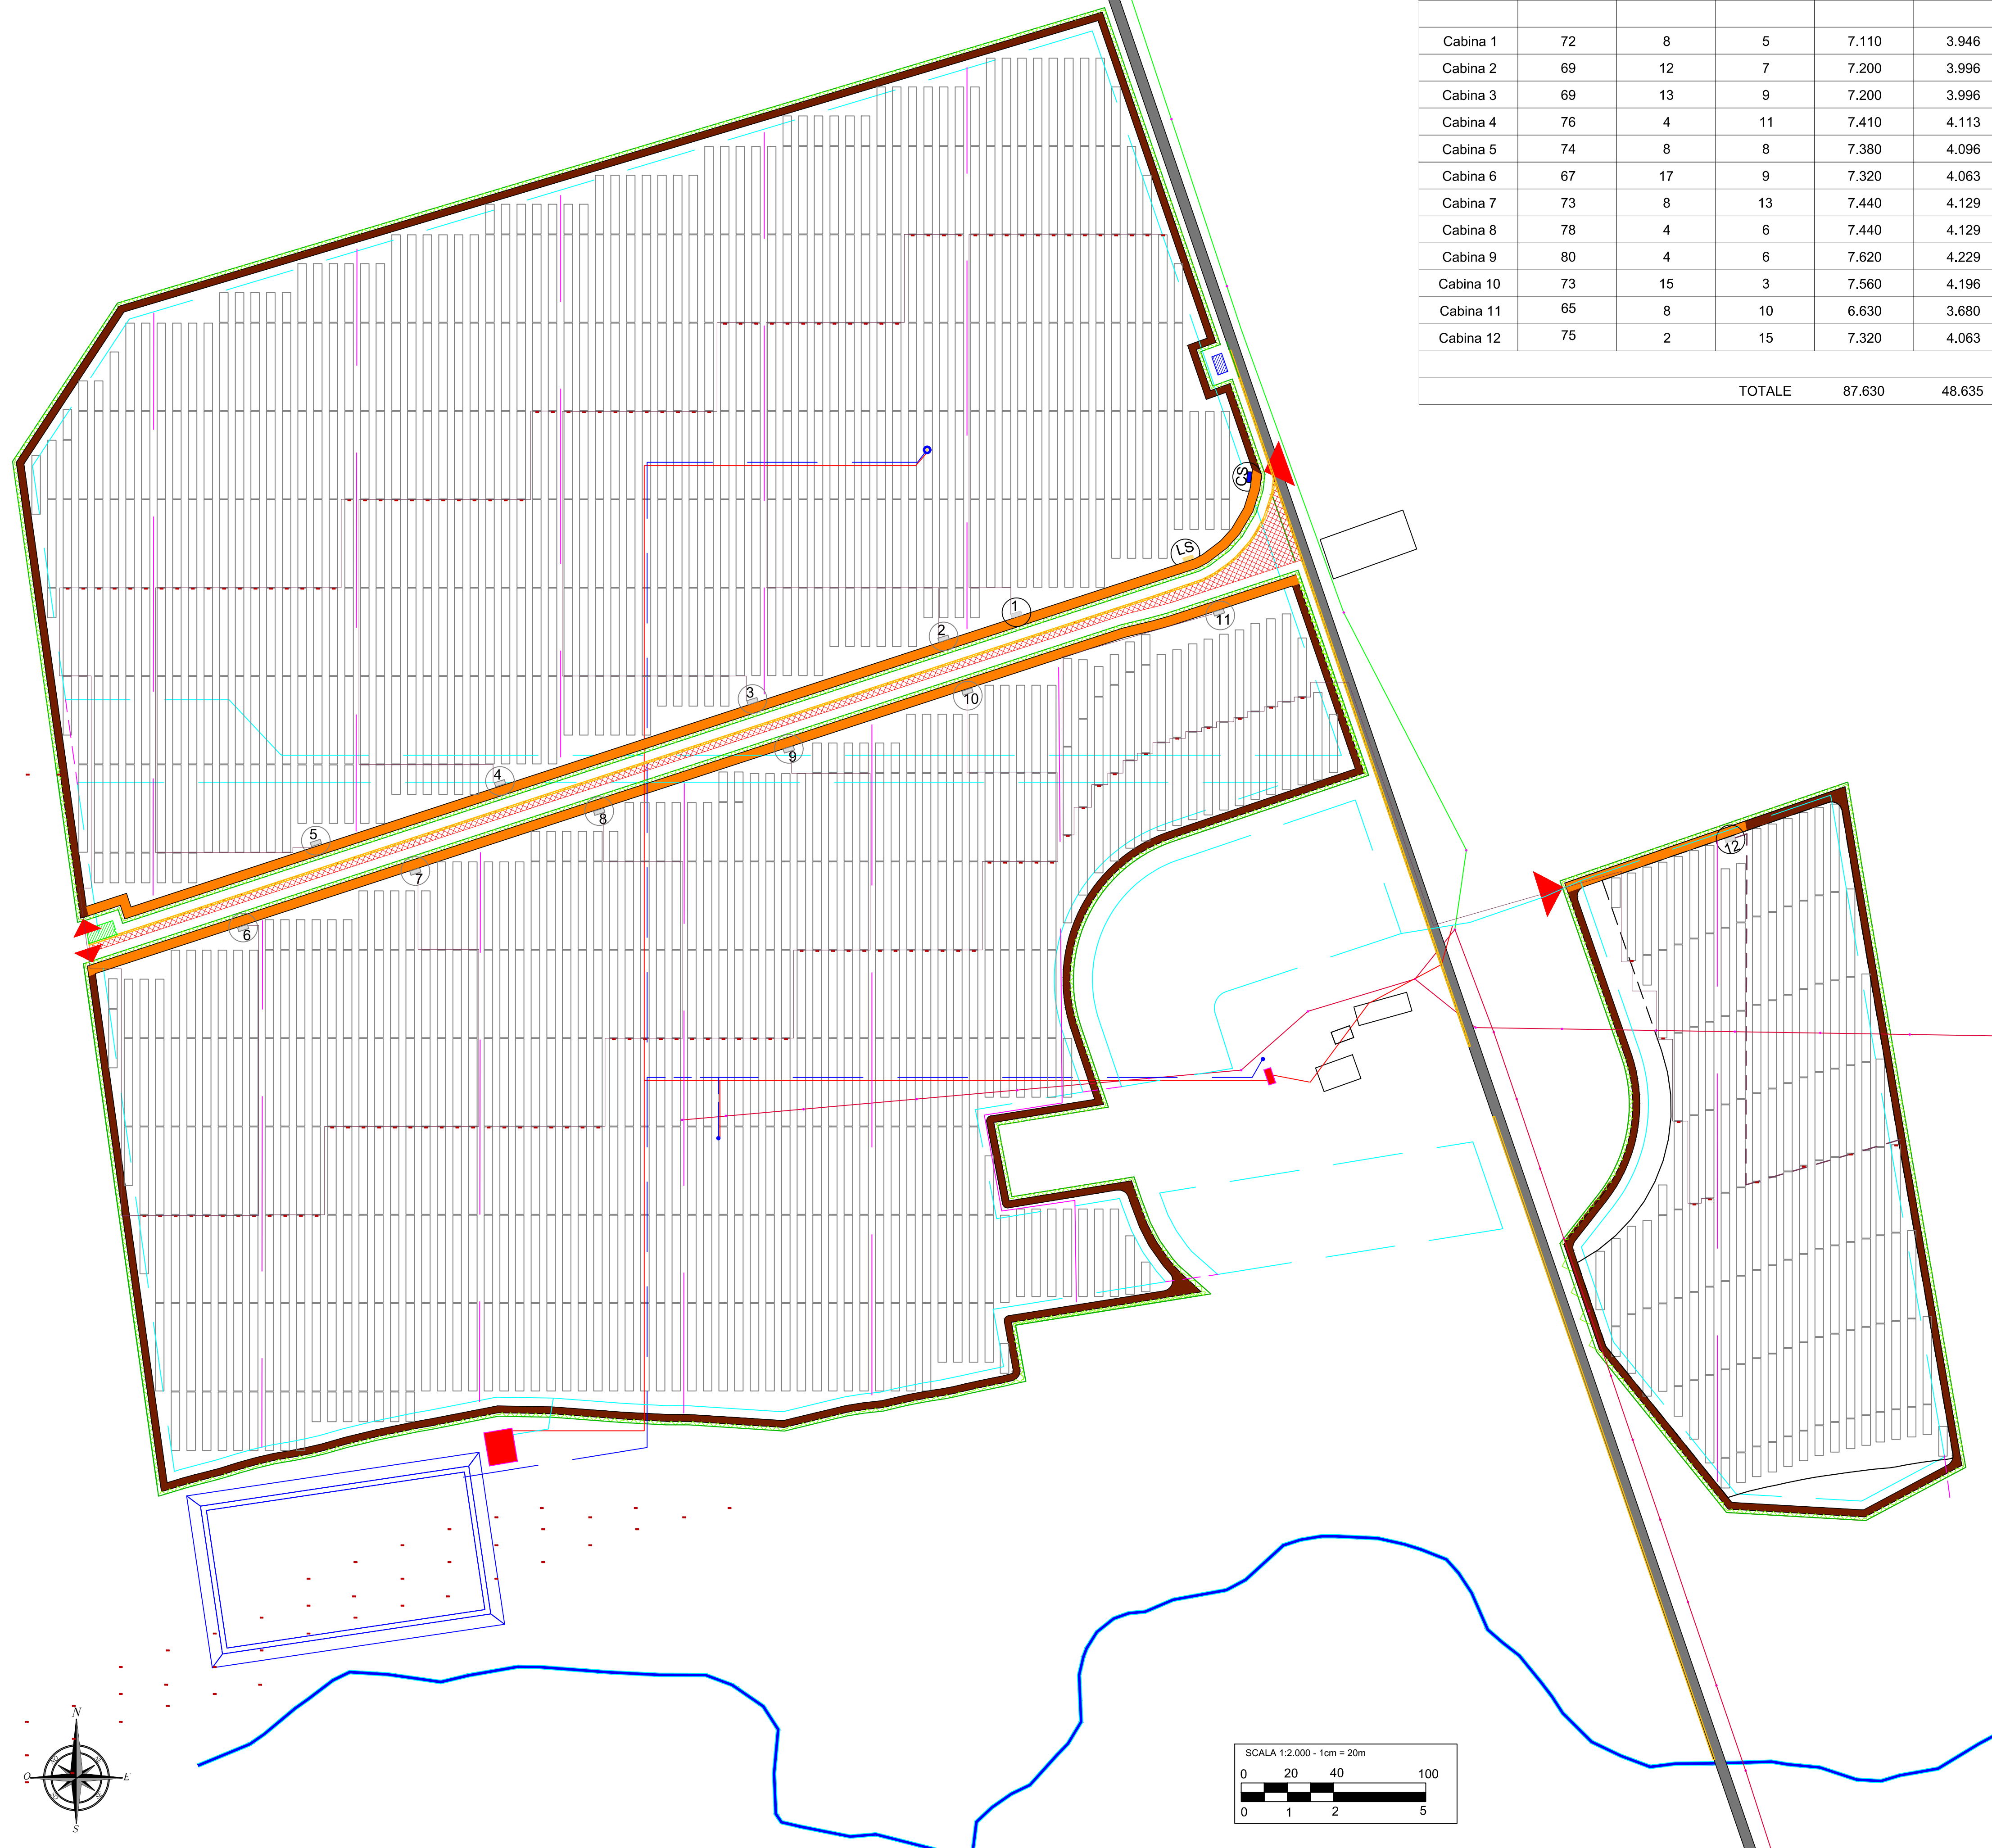 Cabina 1 72 8 5 7.110 3.946
Cabina 2 69 12 7 7.200 3.996
Cabina 3 69 13 9 7.200 3.996
Cabina 4 76 4 11 7.410 4.113
Cabina 5 74 8 8 7.380 4.096
Cabina 6 67 17 9 7.320 4.063
Cabina 7 73 8 13 7.440 4.129
Cabina 8 78 4 6 7.440 4.129
Cabina 9 80 4 6 7.620 4.229
Cabina 10 73 15 3 7.560 4.196
Cabina 11 65 8 10 6.630 3.680
Cabina 12 75 2 15 7.320 4.063
TOTALE 87.630 48.635
CS
LS
1
11
2
10
3
9
4
8
5
12
7
6
N
O E
S
SCALA 1:2.000 - 1cm = 20m
0 20 40 100
0 1 2 5